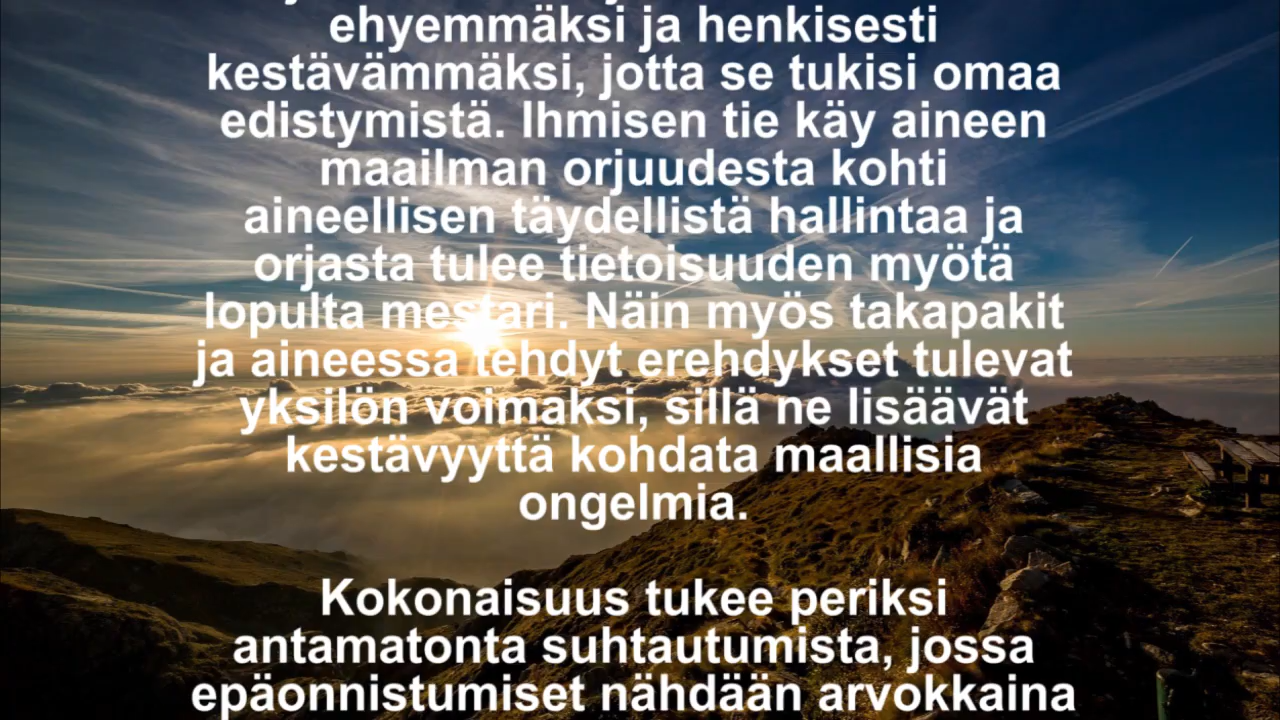 ehyemmäksi ja henkisesti
kestävämmäksi, jotta se tukisi omaa
edistymistä. Ihmisen tie käy aineen
maailman orjuudesta kohti
aineellisen täydellistä hallintaa ja
orjasta tulee tietoisuuden myötä
lopulta mestari. Näin myös takapakit
ja aineessa tehdyt erehdykset tulevat
yksilön voimaksi, sillä ne lisäävät
kestävyyttä kohdata maallisia
ongelmia.
Kokonaisuus tukee periksi
antamatonta suhtautumista, jossa
epäonnistumiset nähdään arvokkaina